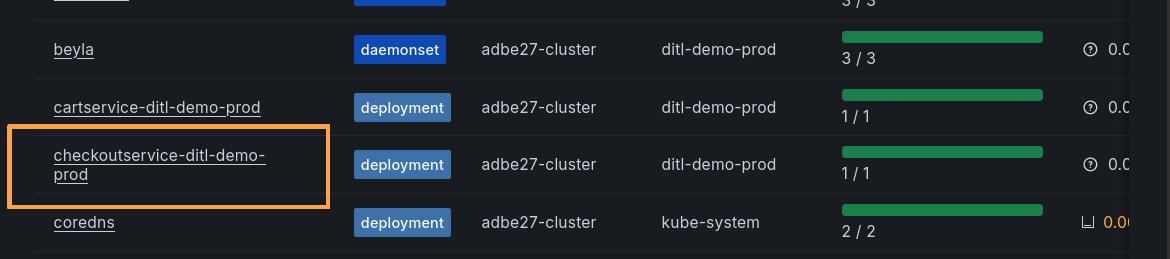 3 / 3
beyla daemonset adbe27-cluster ditl-demo-prod 0.0
3 / 3
cartservice-ditl-demo-prod deployment adbe27-cluster ditl-demo-prod 0.0
1 / 1
checkoutservice-ditl-demo-
prod deployment adbe27-cluster ditl-demo-prod 0.0
1 / 1
coredns deployment adbe27-cluster kube-system 0.0
2 / 2